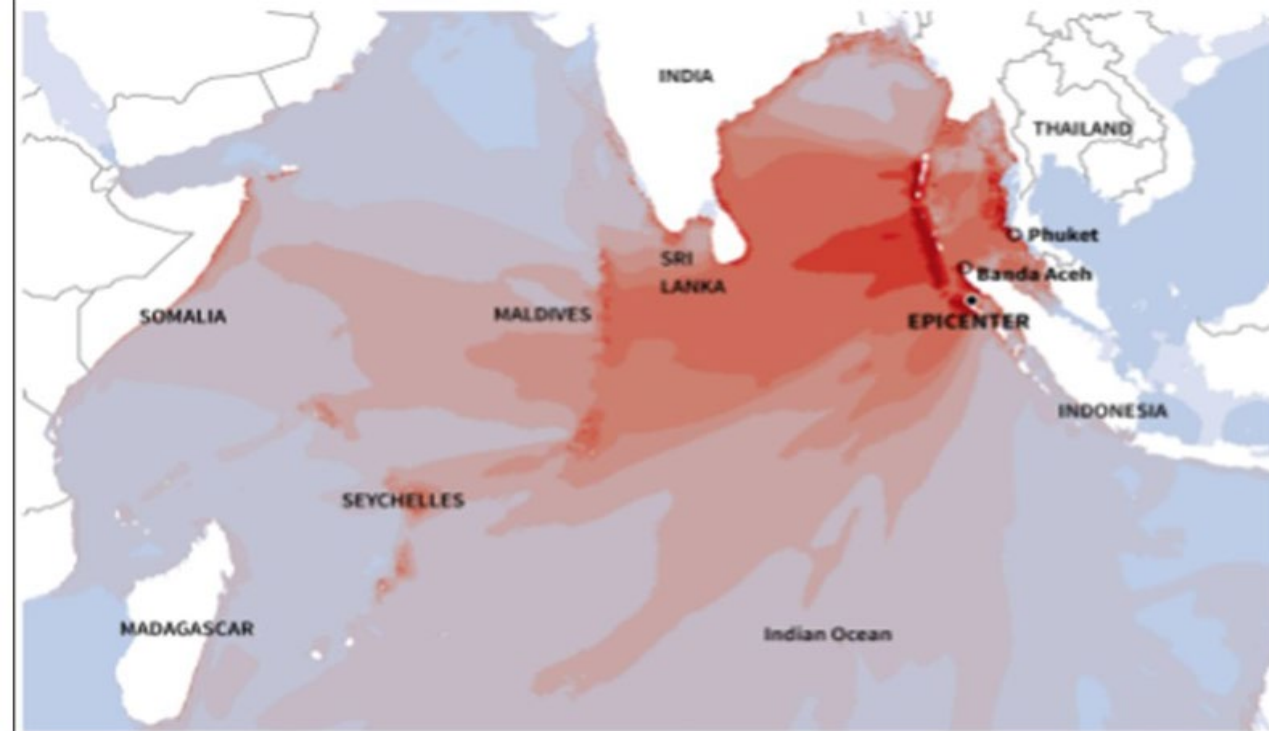 INDIA
THAILAND
Phuket
SRI
LANKA
Banda Aceh
SOMALIA
MALDIVES
EPICENTER
INDONESIA
SEYCHELLES
MADAGASCAR
Indian Ocean